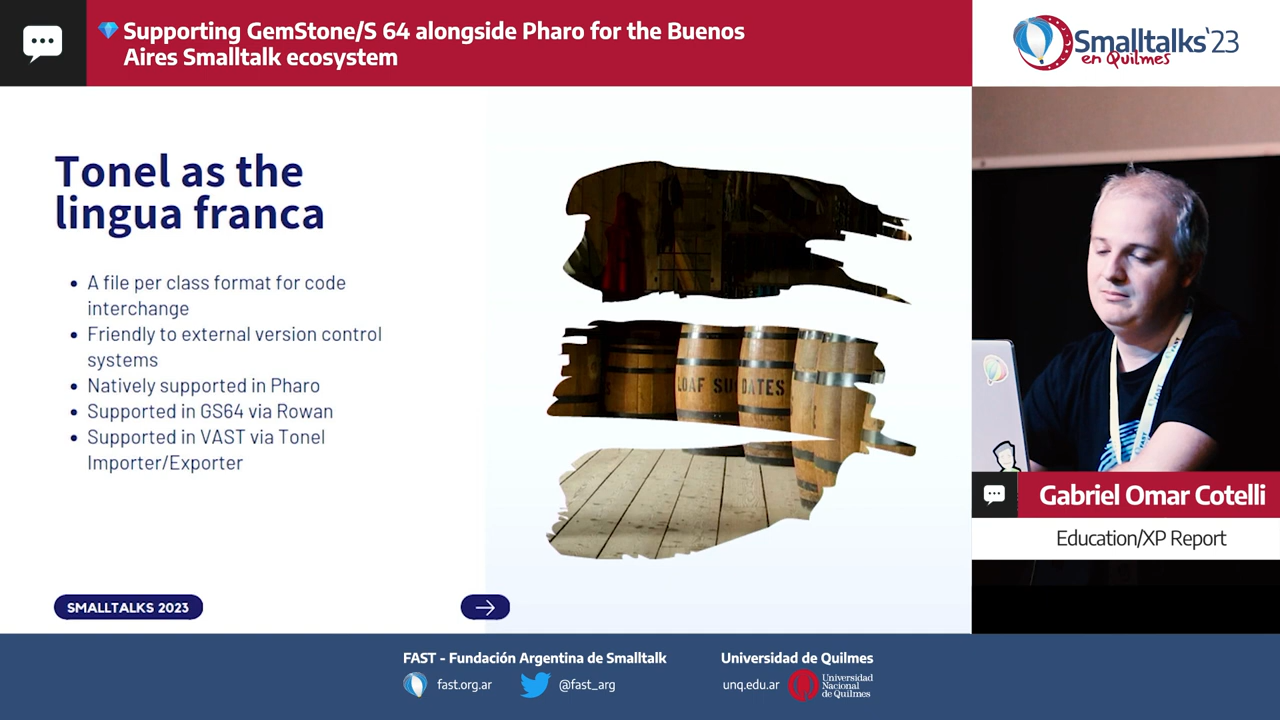 Supporting GemStone/S 64 alongside Pharo for the Buenos
Aires Smalltalk ecosystem
Smalltalks'23
en Quilmes
Tonel as the
lingua franca
• A file per class format for code
interchange
• Friendly to external version control
systems
• Natively supported in Pharo
• Supported in GS64 via Rowan
• Supported in VAST via Tonel
Importer/Exporter
LOAF SU
DATES
FAST
FAST
Gabriel Omar Cotelli
Education/XP Report
SMALLTALKS 2023
FAST - Fundación Argentina de Smalltalk
fast.org.ar
@fast_arg
Universidad de Quilmes
unq.edu.ar
Universidad
Nacional
de Quilmes